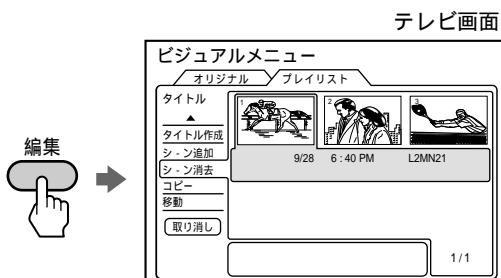 テレビ画面
ビジュアルメニュー
オリジナル プレイリスト
タイトル
▲
タイトル作成
シ-ン追加
シ-ン消去
コピー
移動
取り消し
1 2 3
9/28 6:40 PM L2MN21
1/1
編集